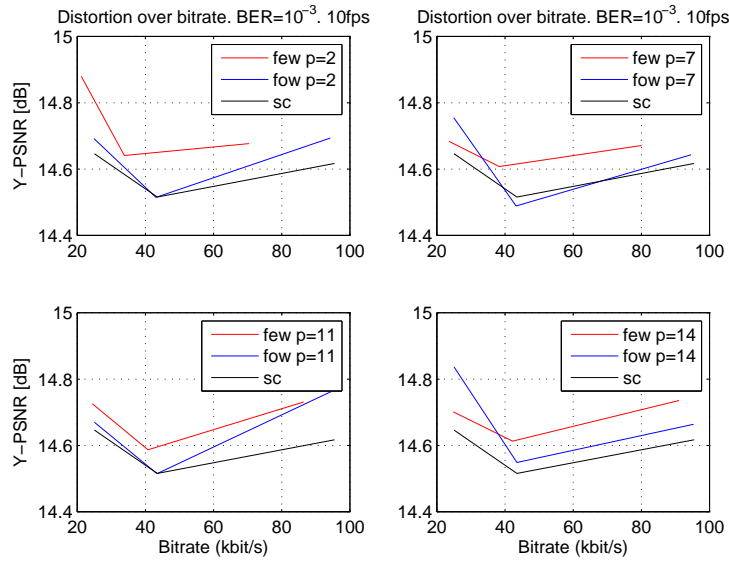 Distortion over bitrate. BER=10⁻³. 10fps
Distortion over bitrate. BER=10⁻³. 10fps
15
14.8
14.6
14.4
Y−PSNR [dB]
few p=2
fow p=2
sc
20
40
60
80
100
15
14.8
14.6
14.4
few p=7
fow p=7
sc
20
40
60
80
100
15
14.8
14.6
14.4
Y−PSNR [dB]
few p=11
fow p=11
sc
20
40
60
80
100
Bitrate (kbit/s)
15
14.8
14.6
14.4
few p=14
fow p=14
sc
20
40
60
80
100
Bitrate (kbit/s)